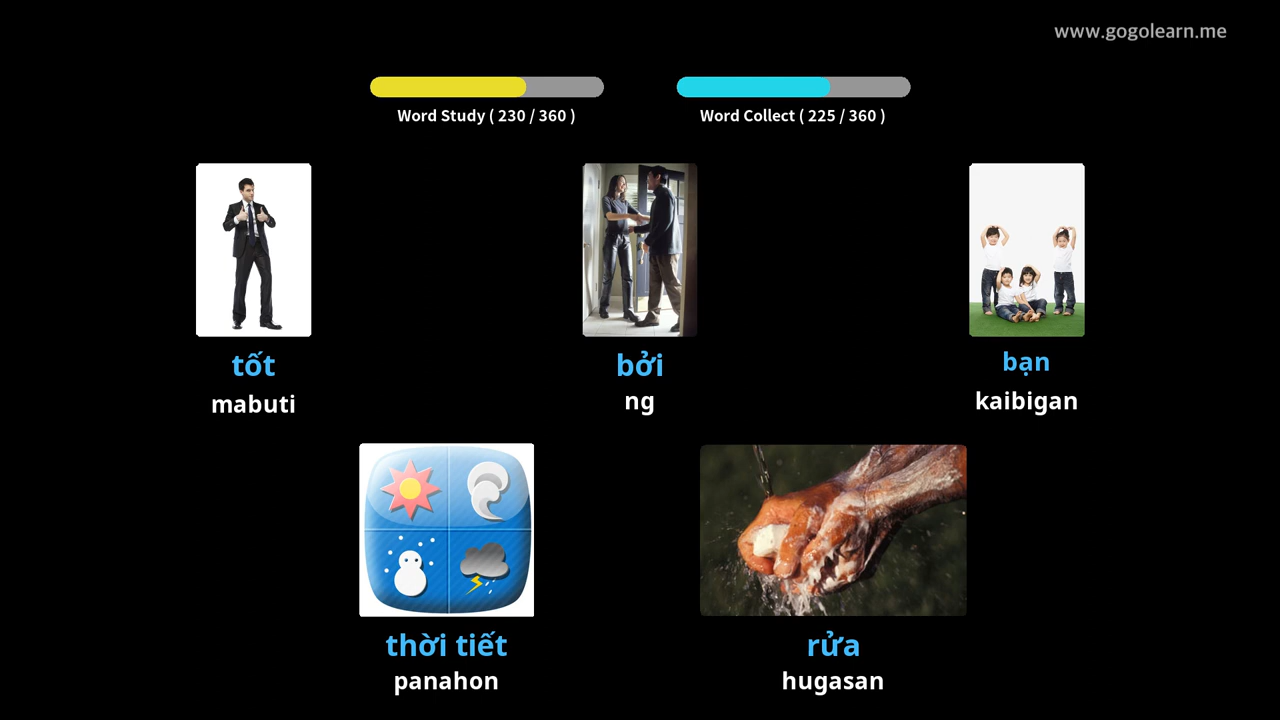 www.gogolearn.me
Word Study ( 230 / 360 )
Word Collect ( 225 / 360 )
tốt
mabuti
bởi
ng
bạn
kaibigan
thời tiết
panahon
rửa
hugasan